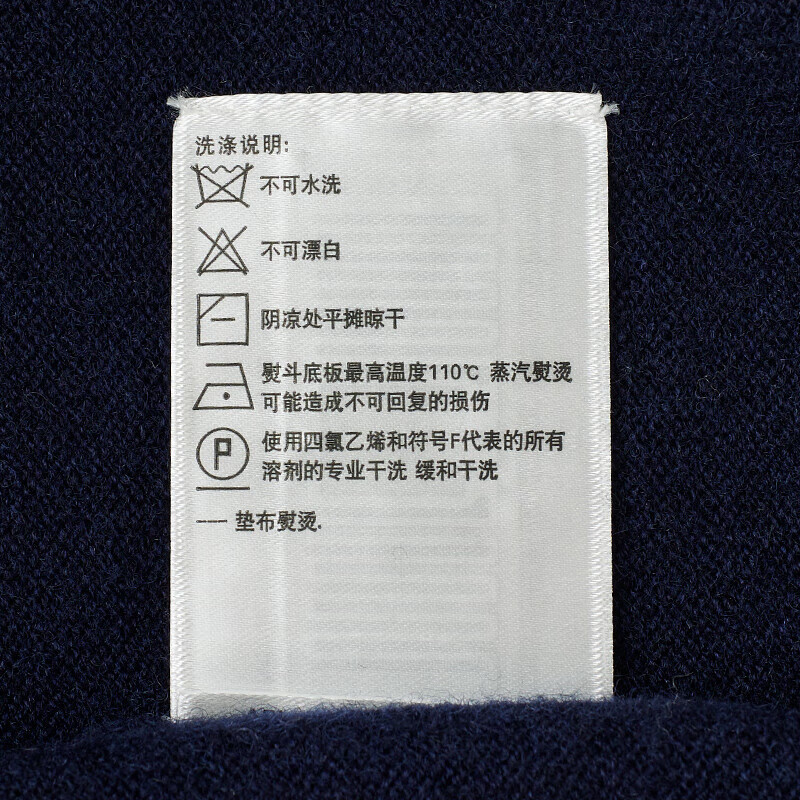 洗涤说明:
不可水洗
不可漂白
阴凉处平摊晾干
熨斗底板最高温度110℃ 蒸汽熨烫
可能造成不可回复的损伤
P 使用四氯乙烯和符号F代表的所有
溶剂的专业干洗 缓和干洗
--- 垫布熨烫.